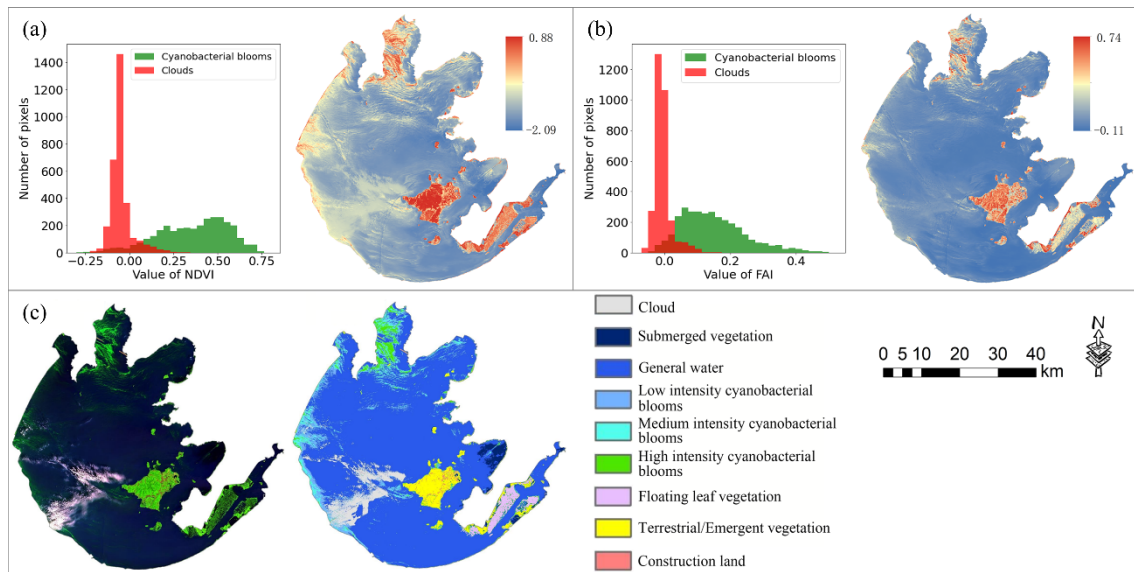 (a)
Cyanobacterial blooms
Clouds
1400
1200
1000
800
600
400
200
0
Number of pixels
-0.25 0.00 0.25 0.50 0.75
Value of NDVI
0.88
-2.09
(b)
Cyanobacterial blooms
Clouds
1200
1000
800
600
400
200
0
Number of pixels
0.0 0.2 0.4
Value of FAI
0.74
-0.11
(c)
Cloud
Submerged vegetation
General water
Low intensity cyanobacterial
blooms
Medium intensity cyanobacterial
blooms
High intensity cyanobacterial
blooms
Floating leaf vegetation
Terrestrial/Emergent vegetation
Construction land
0 5 10 20 30 40
km
N